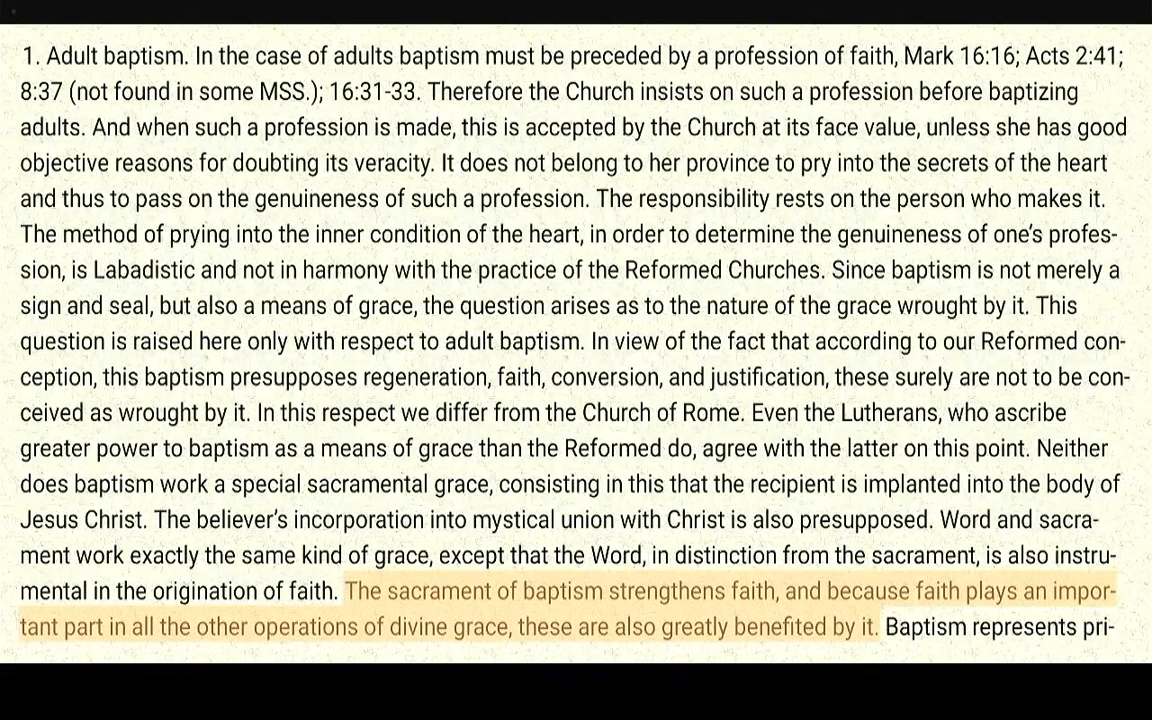 1. Adult baptism. In the case of adults baptism must be preceded by a profession of faith, Mark 16:16; Acts 2:41;
8:37 (not found in some MSS.); 16:31-33. Therefore the Church insists on such a profession before baptizing
adults. And when such a profession is made, this is accepted by the Church at its face value, unless she has good
objective reasons for doubting its veracity. It does not belong to her province to pry into the secrets of the heart
and thus to pass on the genuineness of such a profession. The responsibility rests on the person who makes it.
The method of prying into the inner condition of the heart, in order to determine the genuineness of one’s profes-
sion, is Labadistic and not in harmony with the practice of the Reformed Churches. Since baptism is not merely a
sign and seal, but also a means of grace, the question arises as to the nature of the grace wrought by it. This
question is raised here only with respect to adult baptism. In view of the fact that according to our Reformed con-
ception, this baptism presupposes regeneration, faith, conversion, and justification, these surely are not to be con-
ceived as wrought by it. In this respect we differ from the Church of Rome. Even the Lutherans, who ascribe
greater power to baptism as a means of grace than the Reformed do, agree with the latter on this point. Neither
does baptism work a special sacramental grace, consisting in this that the recipient is implanted into the body of
Jesus Christ. The believer’s incorporation into mystical union with Christ is also presupposed. Word and sacra-
ment work exactly the same kind of grace, except that the Word, in distinction from the sacrament, is also instru-
mental in the origination of faith. The sacrament of baptism strengthens faith, and because faith plays an impor-
tant part in all the other operations of divine grace, these are also greatly benefited by it. Baptism represents pri-